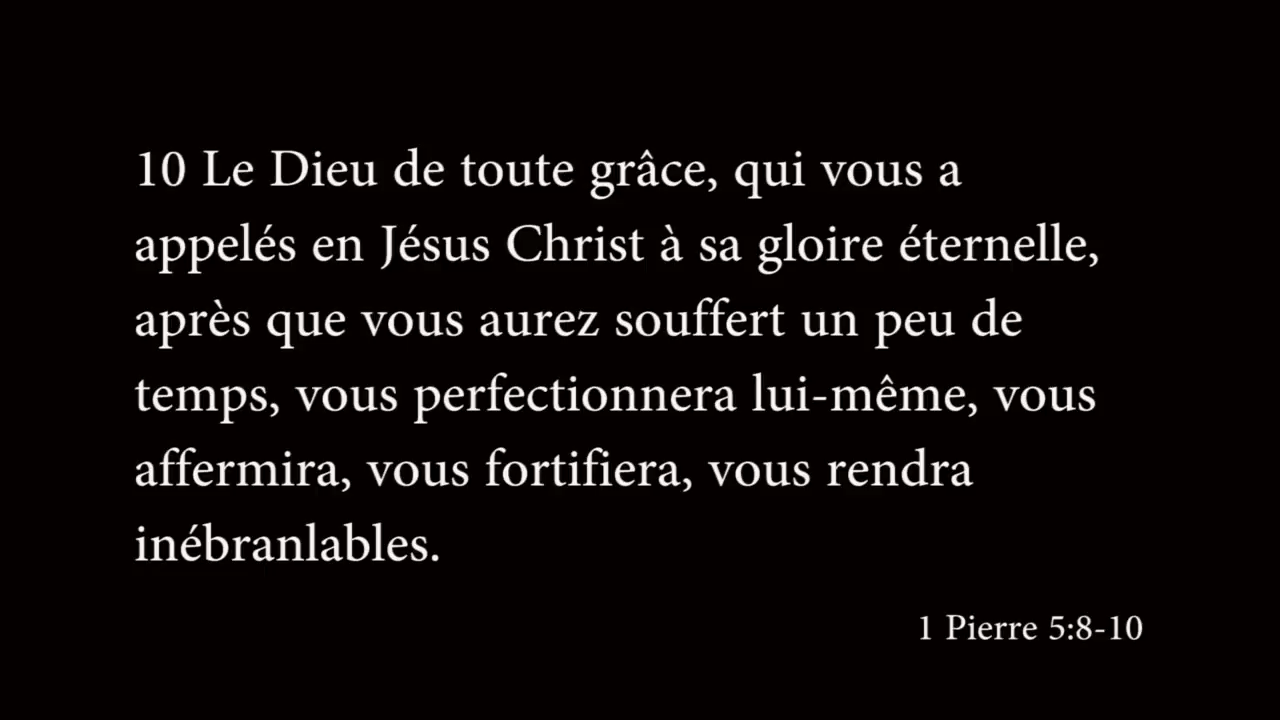 10 Le Dieu de toute grâce, qui vous a
appelés en Jésus Christ à sa gloire éternelle,
après que vous aurez souffert un peu de
temps, vous perfectionnera lui-même, vous
affermira, vous fortifiera, vous rendra
inébranlables.
1 Pierre 5:8-10